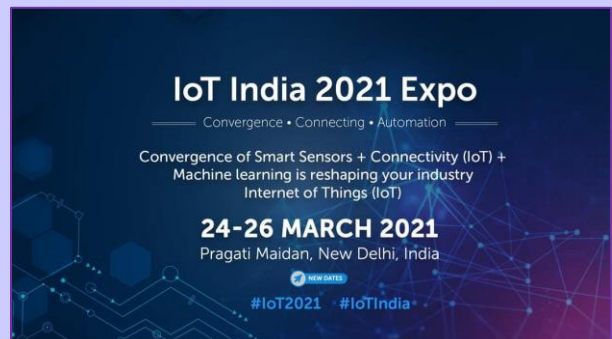 IoT India 2021 Expo
Convergence • Connecting • Automation
Convergence of Smart Sensors + Connectivity (IoT) +
Machine learning is reshaping your industry
Internet of Things (IoT)
24-26 MARCH 2021
Pragati Maidan, New Delhi, India
NEW DATES
#IoT2021 #IoTIndia